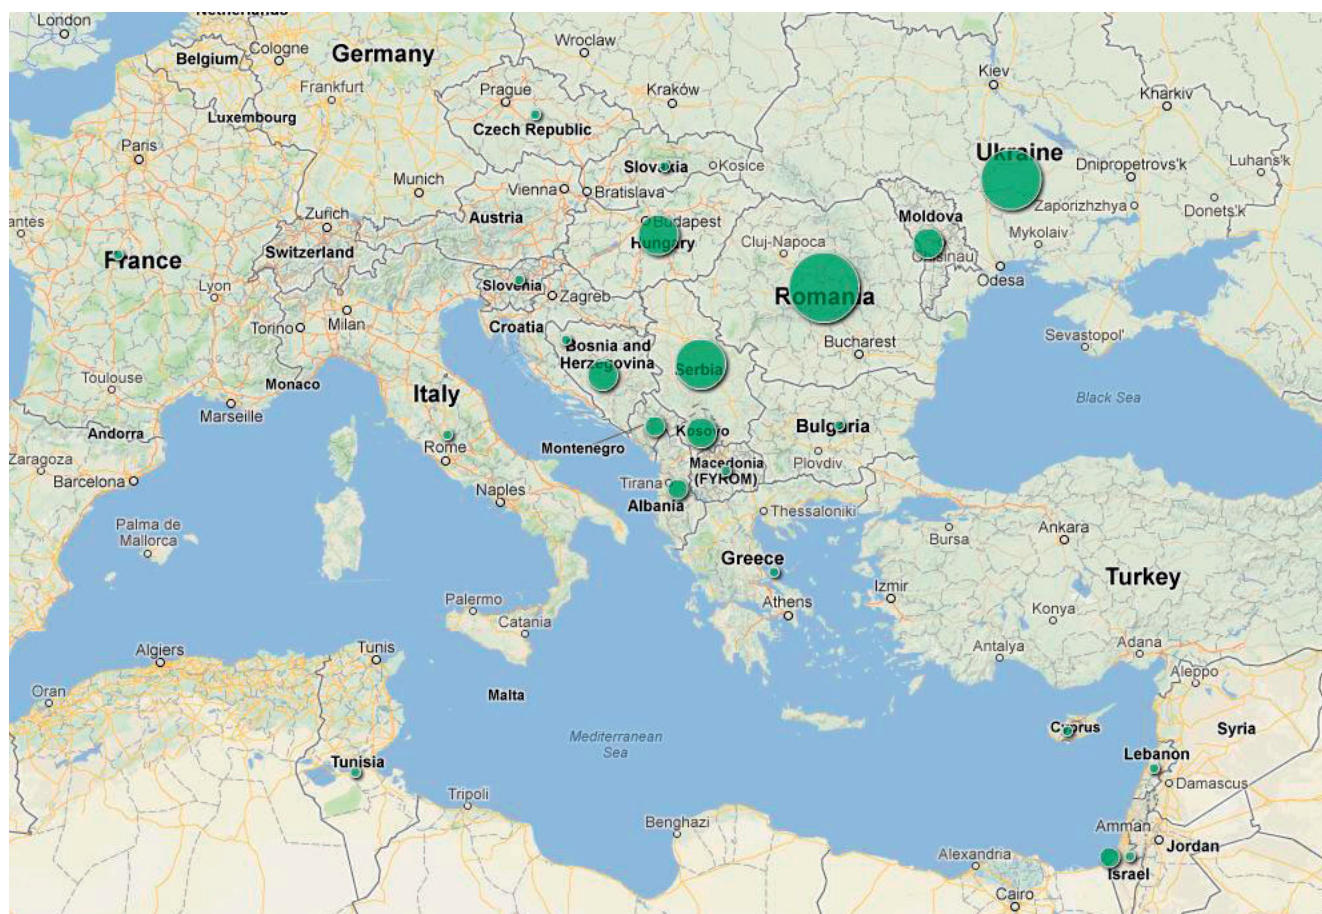 London
Netherlands
Belgium
Cologne
Germany
Wroclaw
Kiev
Frankfurt
Prague
Kraków
Kharkiv
Luxembourg
Czech Republic
Paris
Ukraine
Slovakia
Kosice
Dnipropetrovs'k
Luhans'k
Munich
Vienna
Bratislava
Zaporizhzhya
Donets'k
antes
Zurich
Austria
Budapest
Moldova
Mykolaiv
Switzerland
Hungary
Cluj-Napoca
Chisinau
France
Odesa
Lyon
Slovenia
Zagreb
Romania
Torino
Milan
Croatia
Sevastopol'
Bosnia and
Herzegovina
Bucharest
Serbia
Toulouse
Monaco
Italy
Black Sea
Marseille
Andorra
Bulgaria
Kosovo
Rome
Montenegro
Zaragoza
Macedonia
(FYROM)
Plovdiv
Barcelona
Tirana
Naples
Albania
Thessaloniki
Palma de
Mallorca
Bursa
Ankara
Greece
Turkey
Izmir
Palermo
Athens
Konya
Catania
Algiers
Tunis
Antalya
Adana
Aleppo
Oran
Malta
Cyprus
Syria
Mediterranean
Sea
Tunisia
Lebanon
Damascus
Tripoli
Benghazi
Amman
Jordan
Alexandria
Israel
Cairo